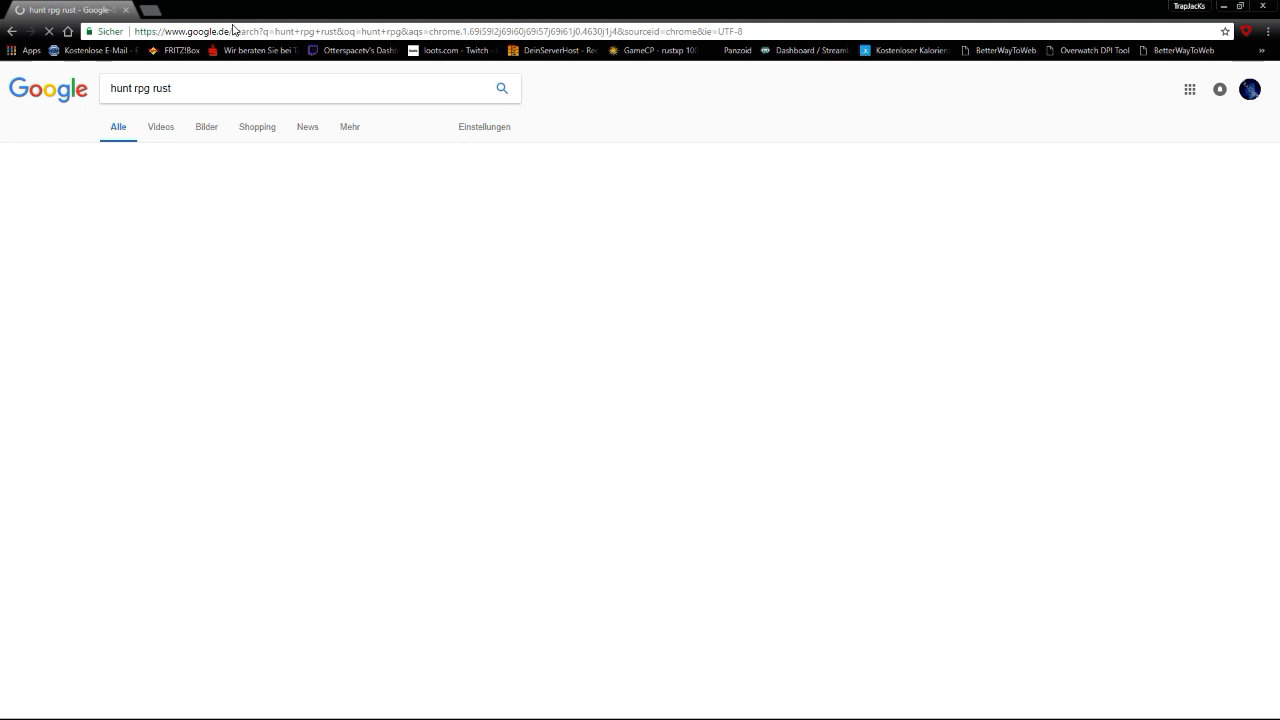 hunt rpg rust - Google-S
TrapJacKs
Sicher
https://www.google.de/search?q=hunt+rpg+rust&oq=hunt+rpg&aqs=chrome.1.69i59l2j69i60j69i57j69i61j0.4630j1j4&sourceid=chrome&ie=UTF-8
Apps Kostenlose E-Mail - F FRITZ!Box Wir beraten Sie bei T Otterspacetv's Dashb loots.com - Twitch - O DeinServerHost - Rec GameCP - rustxp 100 Panzoid Dashboard / Streaml Kostenloser Kalorien BetterWayToWeb Overwatch DPI Tool BetterWayToWeb »
Google hunt rpg rust
Alle Videos Bilder Shopping News Mehr Einstellungen